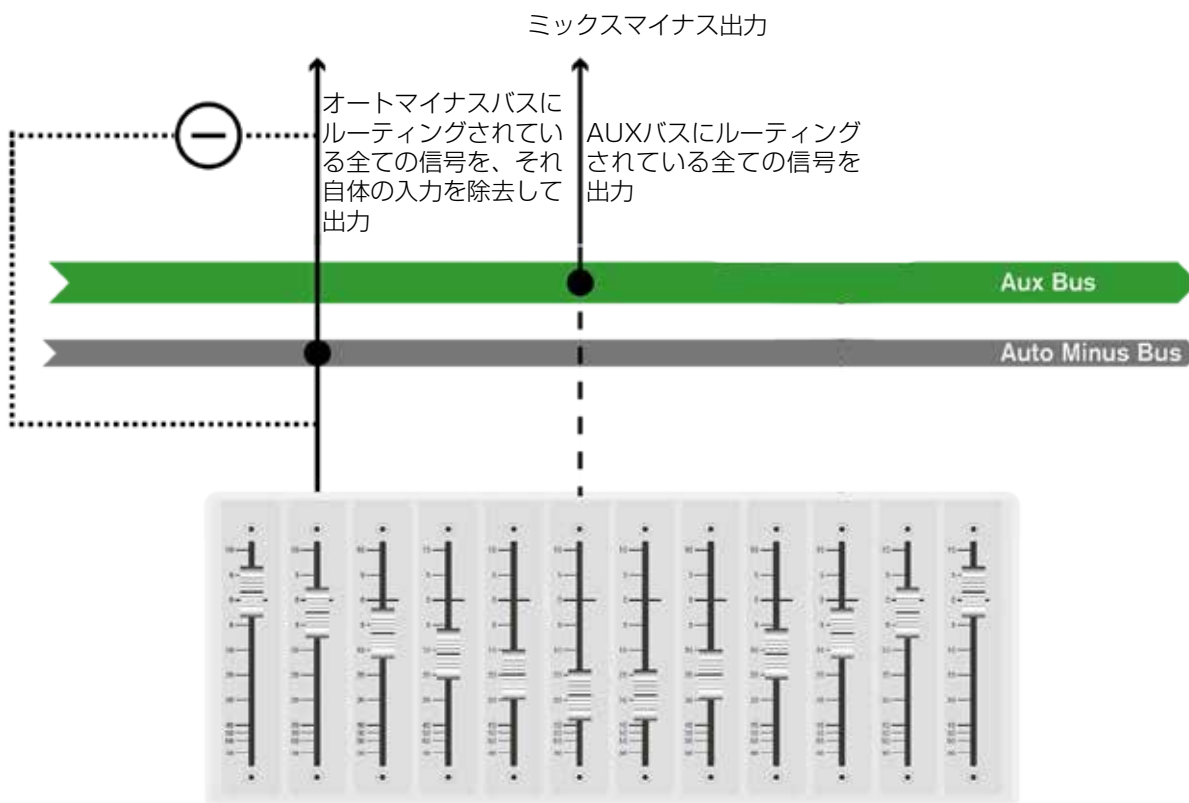 ミックスマイナス出力
オートマイナスバスに
ルーティングされてい
る全ての信号を、それ
自体の入力を除去して
出力
AUXバスにルーティング
されている全ての信号を
出力
Aux Bus
Auto Minus Bus